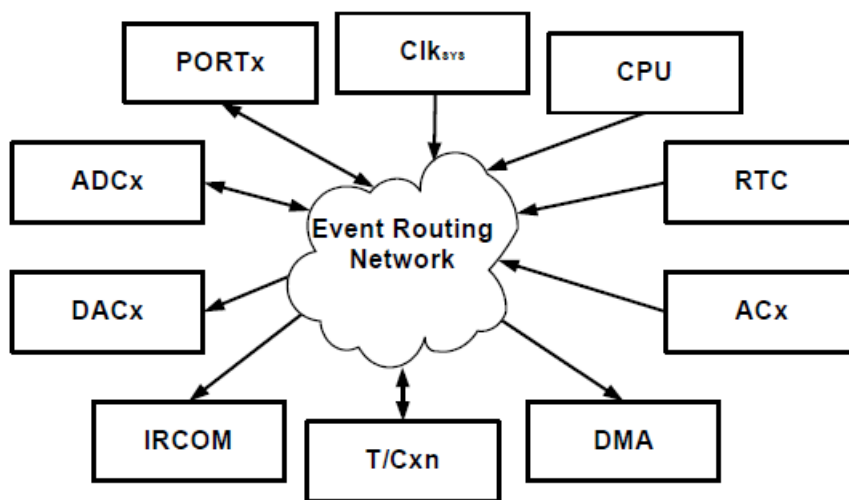 PORTx
Clksys
CPU
ADCx
RTC
Event Routing
Network
DACx
ACx
IRCOM
T/Cxn
DMA